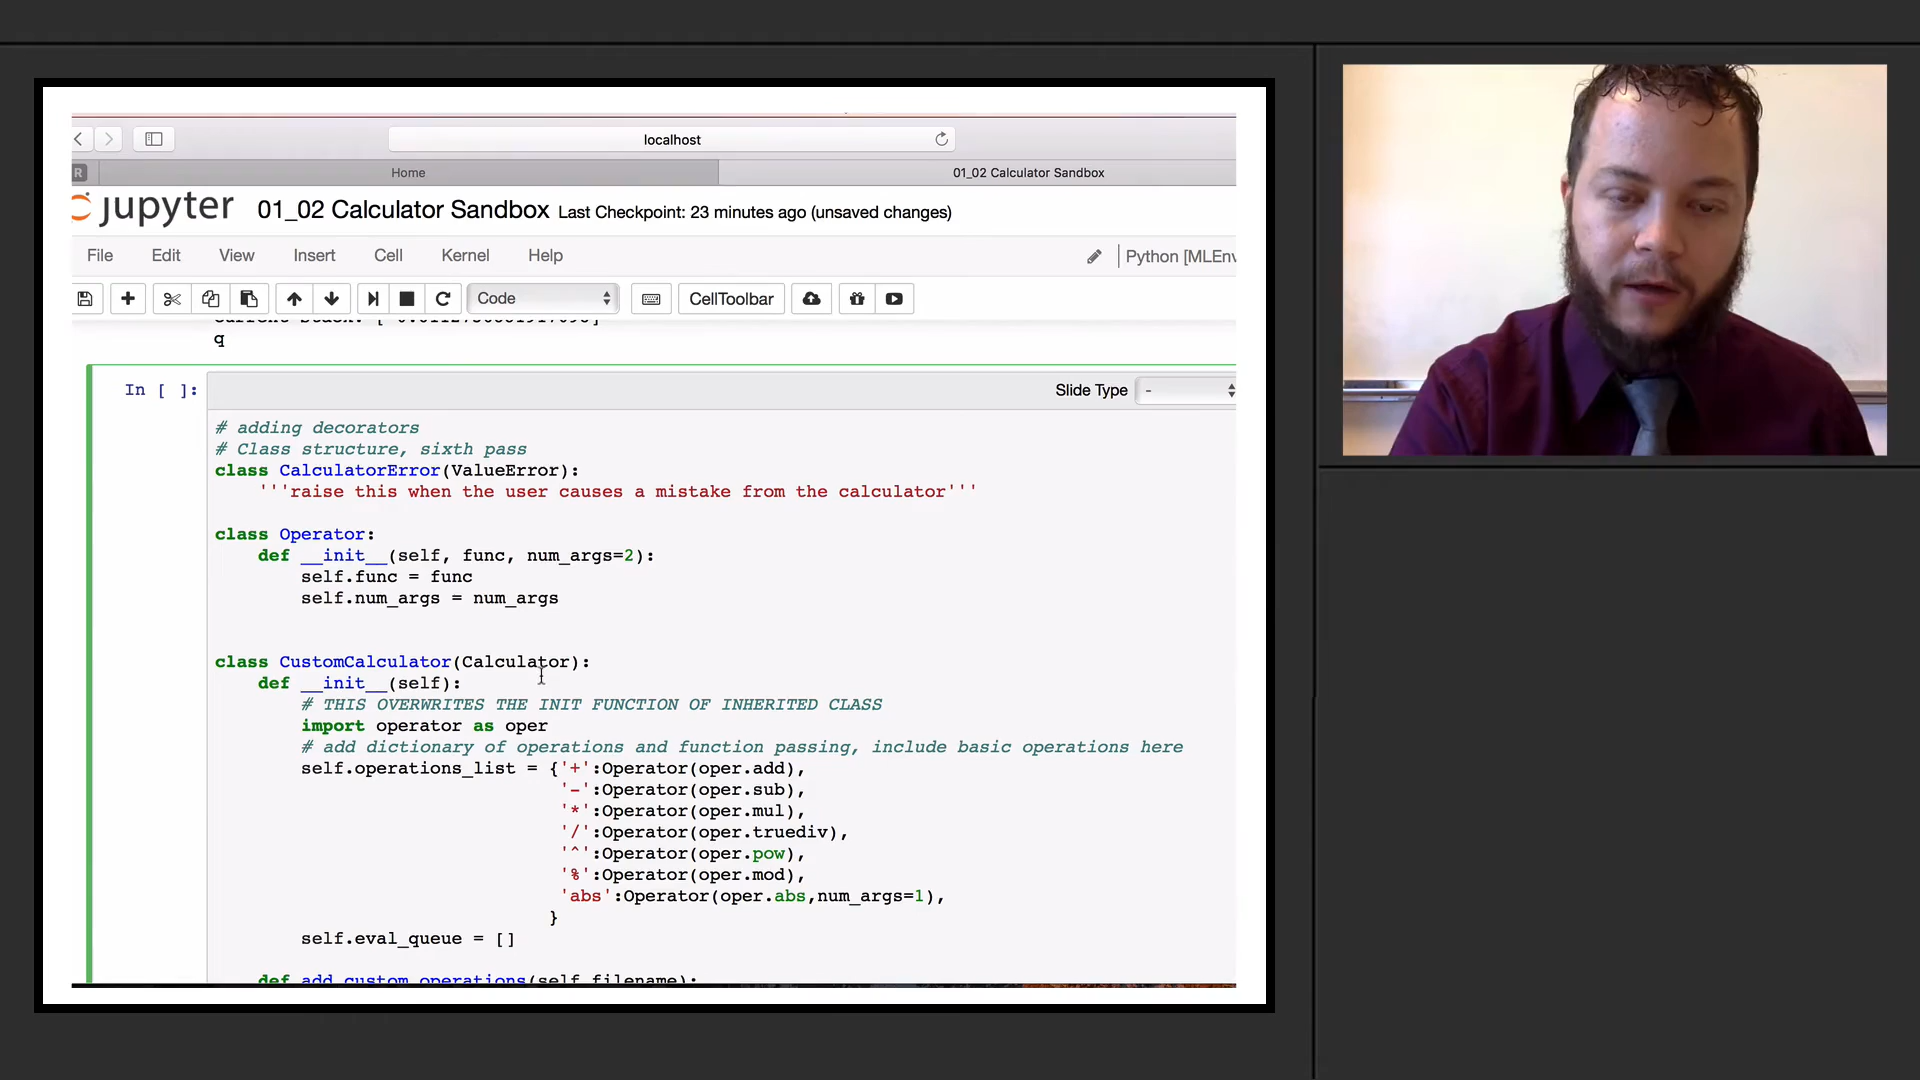 localhost
R
Home
01_02 Calculator Sandbox
jupyter 01_02 Calculator Sandbox Last Checkpoint: 23 minutes ago (unsaved changes)
File Edit View Insert Cell Kernel Help
Python [MLEnv
Code
CellToolbar
q
In [ ]:
Slide Type -
# adding decorators
# Class structure, sixth pass
class CalculatorError(ValueError):
    '''raise this when the user causes a mistake from the calculator'''
class Operator:
    def __init__(self, func, num_args=2):
        self.func = func
        self.num_args = num_args
class CustomCalculator(Calculator):
    def __init__(self):
        # THIS OVERWRITES THE INIT FUNCTION OF INHERITED CLASS
        import operator as oper
        # add dictionary of operations and function passing, include basic operations here
        self.operations_list = {'+':Operator(oper.add),
                                '-':Operator(oper.sub),
                                '*':Operator(oper.mul),
                                '/':Operator(oper.truediv),
                                '^':Operator(oper.pow),
                                '%':Operator(oper.mod),
                                'abs':Operator(oper.abs,num_args=1),
                               }
        self.eval_queue = []
    def add_custom_operations(self,filename):